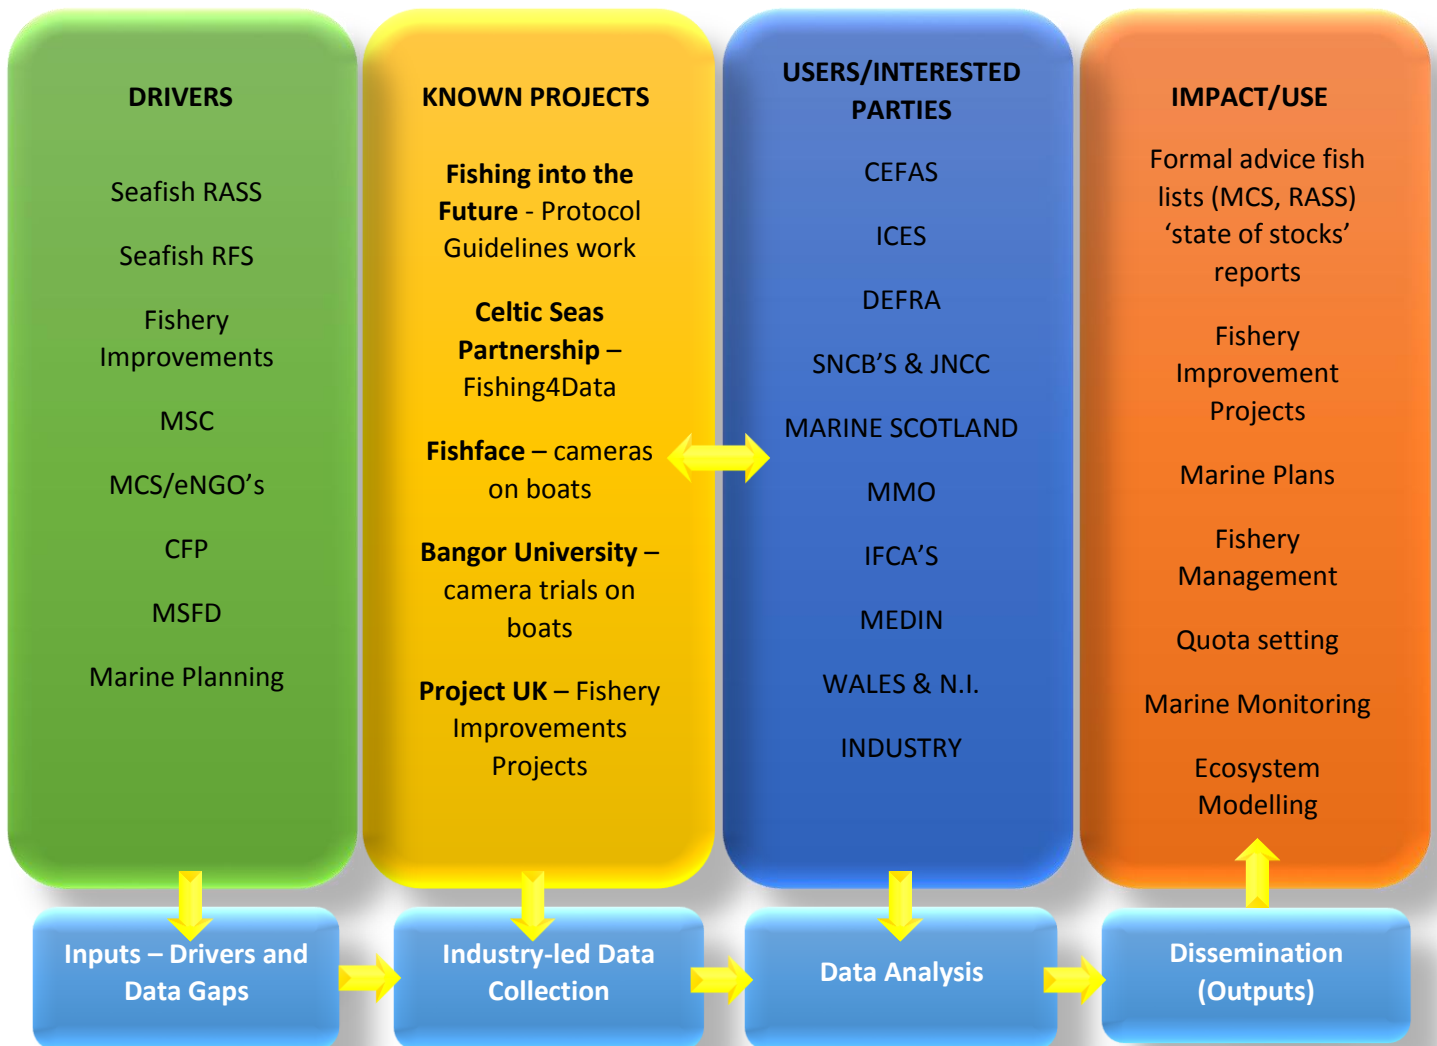 DRIVERS
Seafish RASS
Seafish RFS
Fishery
Improvements
MSC
MCS/eNGO’s
CFP
MSFD
Marine Planning
KNOWN PROJECTS
Fishing into the
Future - Protocol
Guidelines work
Celtic Seas
Partnership –
Fishing4Data
Fishface – cameras
on boats
Bangor University –
camera trials on
boats
Project UK – Fishery
Improvements
Projects
USERS/INTERESTED
PARTIES
CEFAS
ICES
DEFRA
SNCB’S & JNCC
MARINE SCOTLAND
MMO
IFCA’S
MEDIN
WALES & N.I.
INDUSTRY
IMPACT/USE
Formal advice fish
lists (MCS, RASS)
‘state of stocks’
reports
Fishery
Improvement
Projects
Marine Plans
Fishery
Management
Quota setting
Marine Monitoring
Ecosystem
Modelling
Inputs – Drivers and
Data Gaps
Industry-led Data
Collection
Data Analysis
Dissemination
(Outputs)